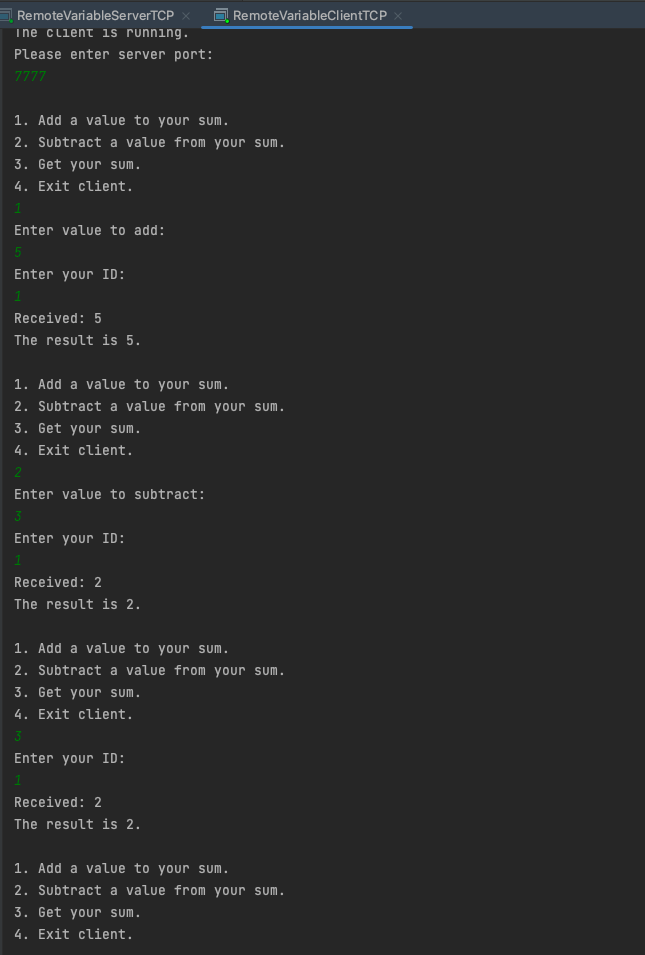 RemoteVariableServerTCP × RemoteVariableClientTCP ×
The client is running.
Please enter server port:
7777
1. Add a value to your sum.
2. Subtract a value from your sum.
3. Get your sum.
4. Exit client.
1
Enter value to add:
5
Enter your ID:
1
Received: 5
The result is 5.
1. Add a value to your sum.
2. Subtract a value from your sum.
3. Get your sum.
4. Exit client.
2
Enter value to subtract:
3
Enter your ID:
1
Received: 2
The result is 2.
1. Add a value to your sum.
2. Subtract a value from your sum.
3. Get your sum.
4. Exit client.
3
Enter your ID:
1
Received: 2
The result is 2.
1. Add a value to your sum.
2. Subtract a value from your sum.
3. Get your sum.
4. Exit client.